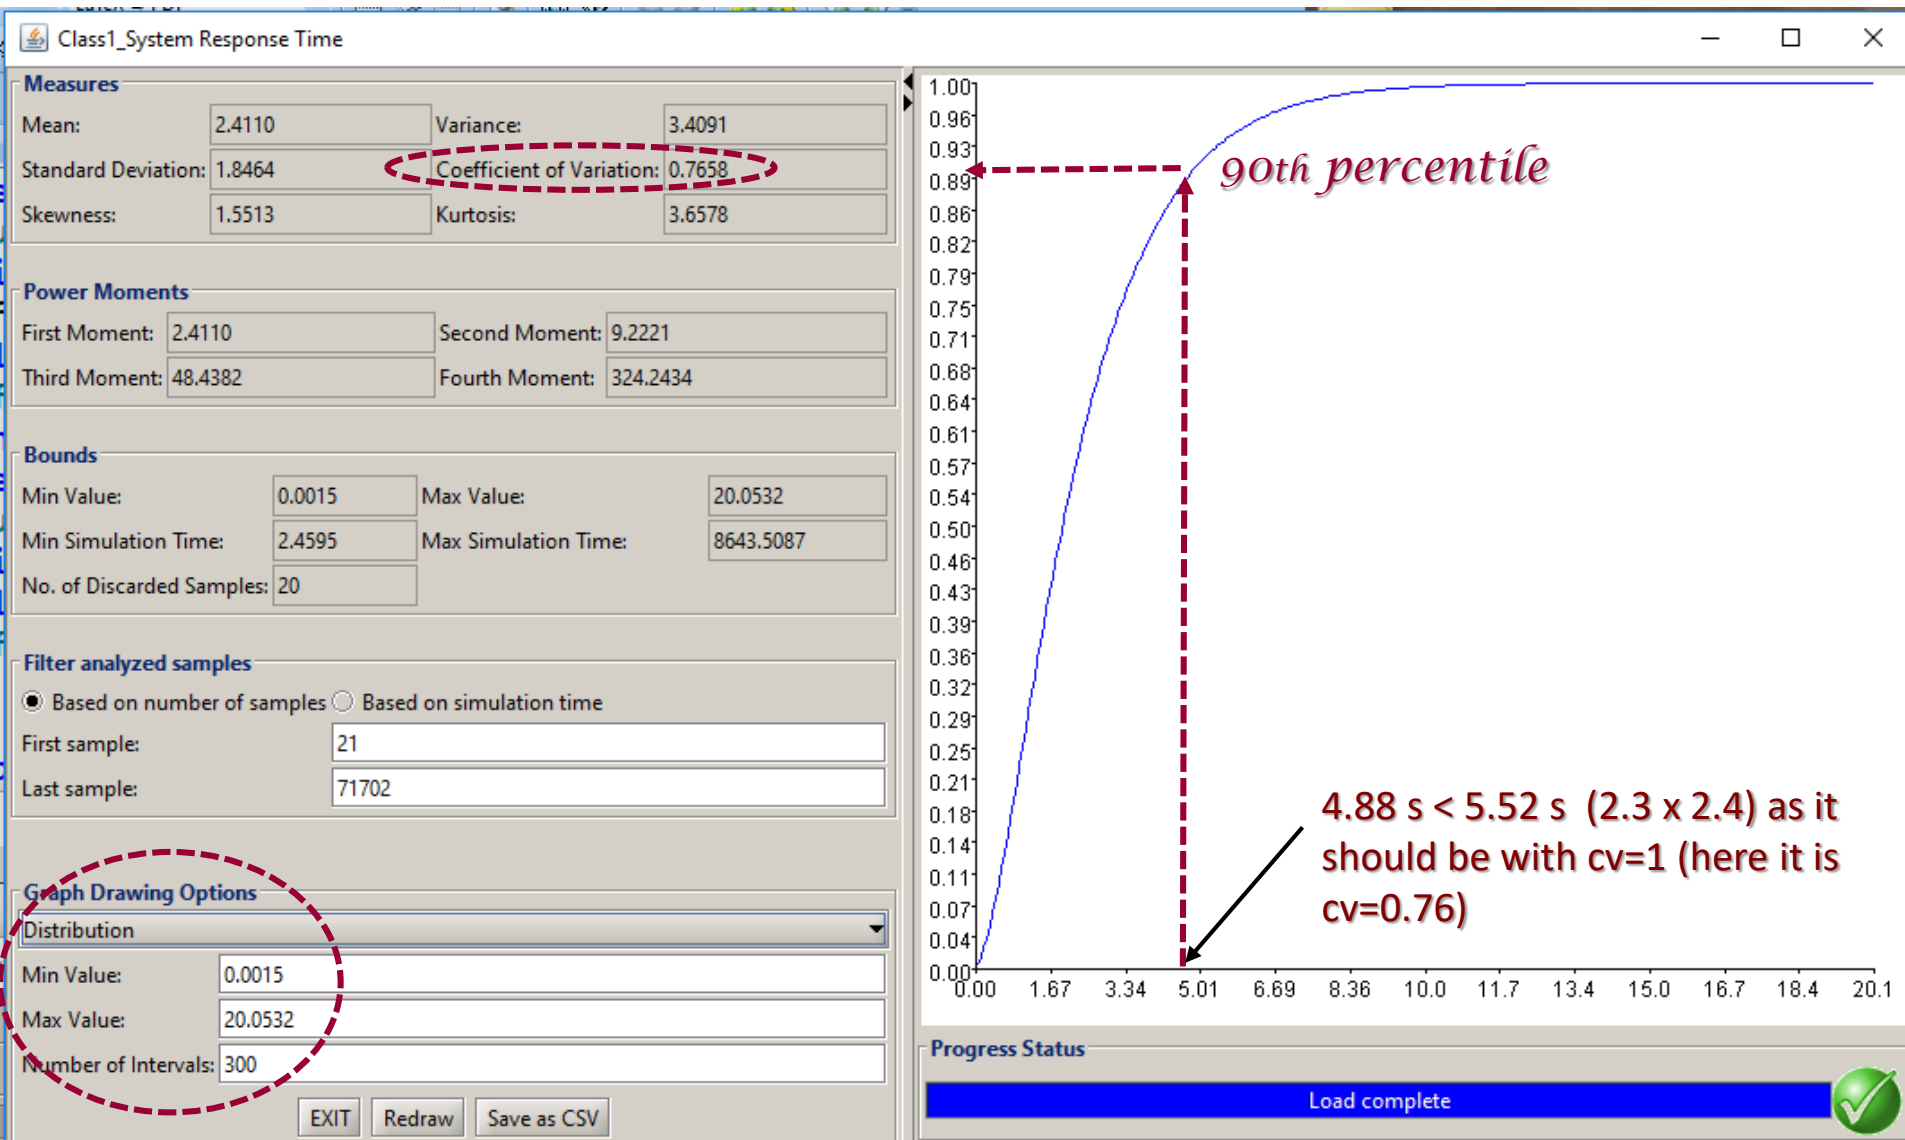 Class1_System Response Time
Measures
Mean: 2.4110 Variance: 3.4091
Standard Deviation: 1.8464 Coefficient of Variation: 0.7658
Skewness: 1.5513 Kurtosis: 3.6578
Power Moments
First Moment: 2.4110 Second Moment: 9.2221
Third Moment: 48.4382 Fourth Moment: 324.2434
Bounds
Min Value: 0.0015 Max Value: 20.0532
Min Simulation Time: 2.4595 Max Simulation Time: 8643.5087
No. of Discarded Samples: 20
Filter analyzed samples
Based on number of samples Based on simulation time
First sample: 21
Last sample: 71702
Graph Drawing Options
Distribution
Min Value: 0.0015
Max Value: 20.0532
Number of Intervals: 300
EXIT Redraw Save as CSV
1.00
0.96
0.93
0.89
0.86
0.82
0.79
0.75
0.71
0.68
0.64
0.61
0.57
0.54
0.50
0.46
0.43
0.39
0.36
0.32
0.29
0.25
0.21
0.18
0.14
0.11
0.07
0.04
0.00
90th percentile
4.88 s < 5.52 s (2.3 x 2.4) as it
should be with cv=1 (here it is
cv=0.76)
0.00 1.67 3.34 5.01 6.69 8.36 10.0 11.7 13.4 15.0 16.7 18.4 20.1
Progress Status
Load complete